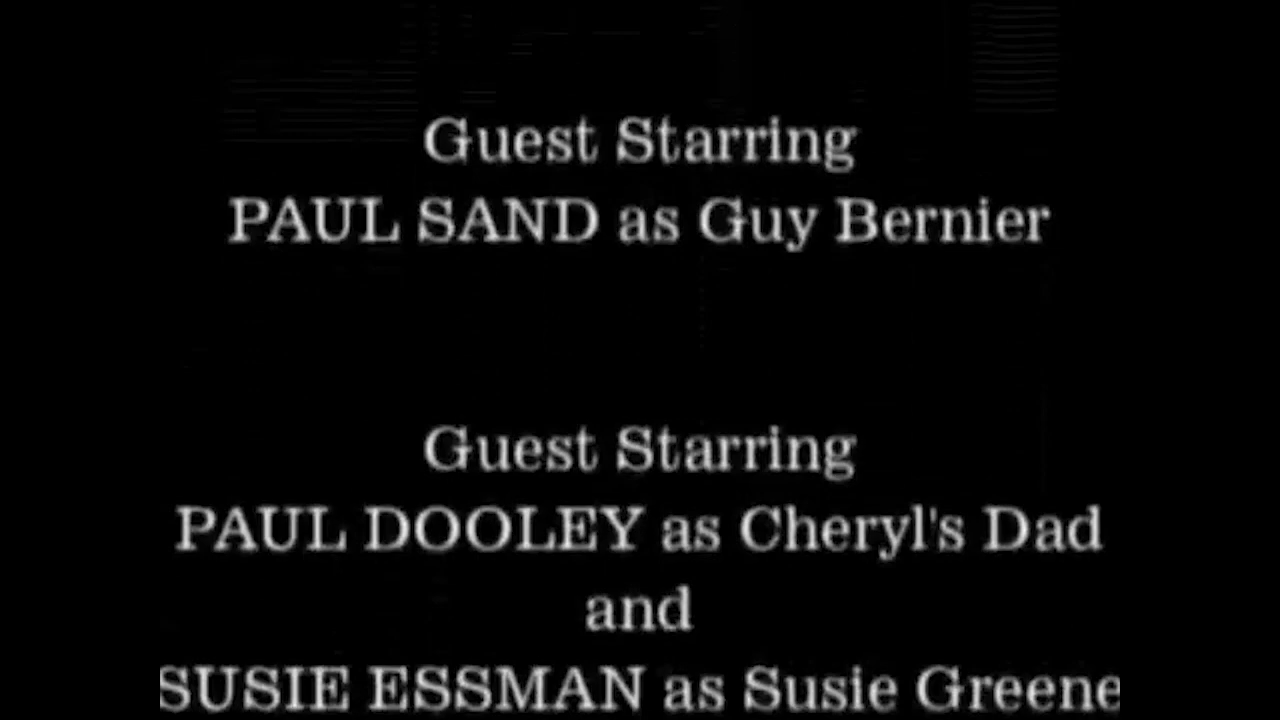 Guest Starring
PAUL SAND as Guy Bernier
Guest Starring
PAUL DOOLEY as Cheryl's Dad
and
SUSIE ESSMAN as Susie Greene